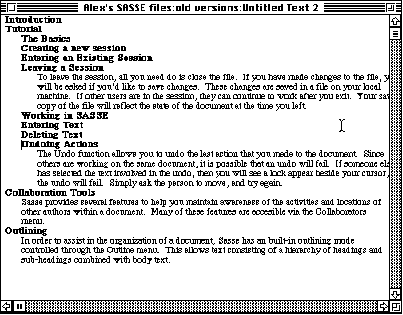 Alex's SASSE files:old versions:Untitled Text 2
Introduction
Tutorial
The Basics
Creating a new session
Entering an Existing Session
Leaving a Session
To leave the session, all you need do is close the file. If you have made changes to the file, y
will be asked if you'd like to save changes. These changes are saved in a file on your local
machine. If other users are in the session, they can continue to work after you exit. Your sav
copy of the file will reflect the state of the document at the time you left.
Working in SASSE
Entering Text
Deleting Text
Undoing Actions
The Undo function allows you to undo the last action that you made to the document. Since
others are working on the same document, it is possible that an undo will fail. If someone els
has selected the text involved in the undo, then you will see a lock appear beside your cursor,
the undo will fail. Simply ask the person to move, and try again.
Collaboration Tools
Sasse provides several features to help you maintain awareness of the activities and locations of
other authors within a document. Many of these features are accessible via the Collaborators
menu.
Outlining
In order to assist in the organization of a document, Sasse has an built-in outlining mode
controlled through the Outline menu. This allows text consisting of a hierarchy of headings and
sub-headings combined with body text.